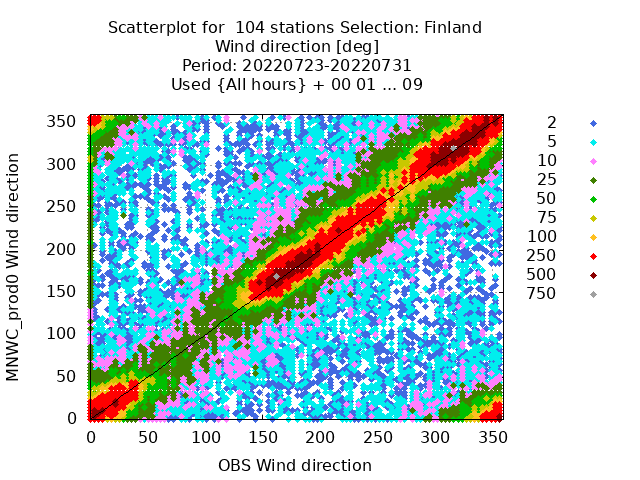 Scatterplot for  104 stations Selection: Finland
Wind direction [deg]
Period: 20220723-20220731
Used {All hours} + 00 01 ... 09
MNWC_prod0 Wind direction
350
300
250
200
150
100
50
0
0 50 100 150 200 250 300 350
OBS Wind direction
2
5
10
25
50
75
100
250
500
750